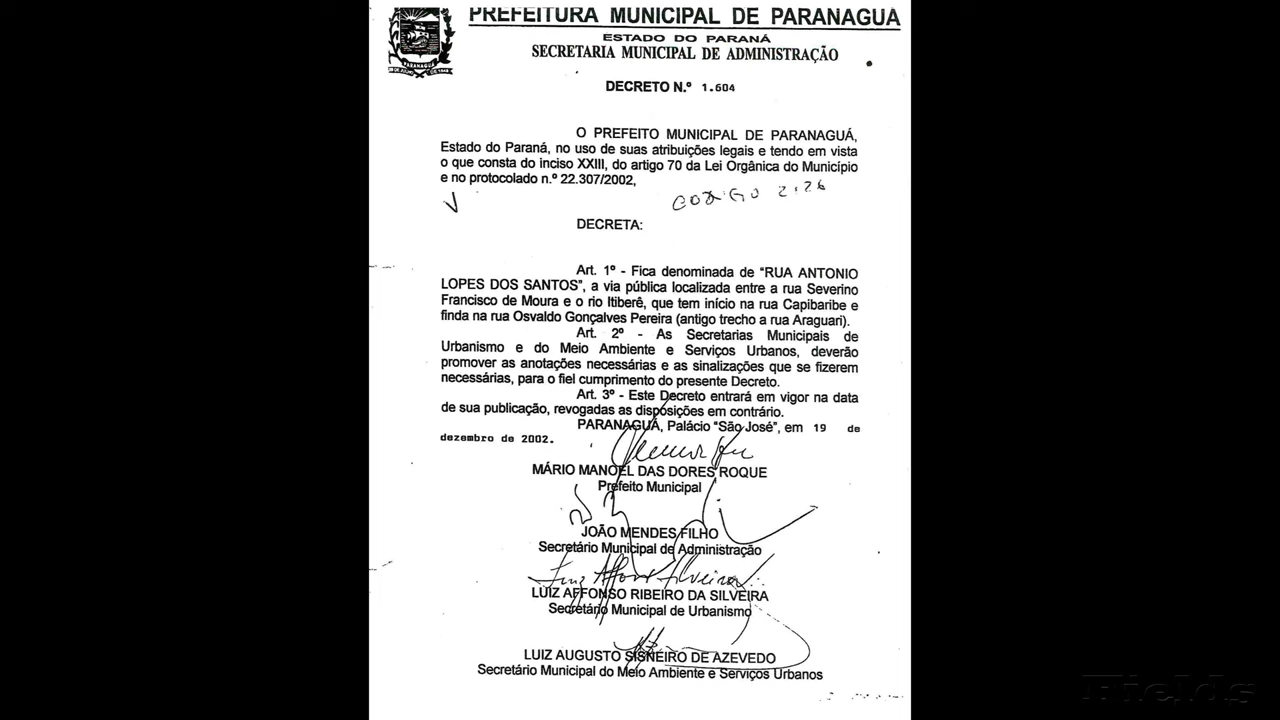 PREFEITURA MUNICIPAL DE PARANAGUÁ
ESTADO DO PARANÁ
SECRETARIA MUNICIPAL DE ADMINISTRAÇÃO
PARANAGUÁ
DECRETO N.º 1.604
O PREFEITO MUNICIPAL DE PARANAGUÁ,
Estado do Paraná, no uso de suas atribuições legais e tendo em vista
o que consta do inciso XXIII, do artigo 70 da Lei Orgânica do Município
e no protocolado n.º 22.307/2002,
DECRETA:
Art. 1º - Fica denominada de “RUA ANTONIO
LOPES DOS SANTOS”, a via pública localizada entre a rua Severino
Francisco de Moura e o rio Itiberê, que tem início na rua Capibaribe e
finda na rua Osvaldo Gonçalves Pereira (antigo trecho a rua Araguari).
Art. 2º - As Secretarias Municipais de
Urbanismo e do Meio Ambiente e Serviços Urbanos, deverão
promover as anotações necessárias e as sinalizações que se fizerem
necessárias, para o fiel cumprimento do presente Decreto.
Art. 3º - Este Decreto entrará em vigor na data
de sua publicação, revogadas as disposições em contrário.
PARANAGUÁ, Palácio “São José”, em 19 de
dezembro de 2002.
MÁRIO MANOEL DAS DORES ROQUE
Prefeito Municipal
JOÃO MENDES FILHO
Secretário Municipal de Administração
Luiz Affonso Silveira
LUIZ AFFONSO RIBEIRO DA SILVEIRA
Secretário Municipal de Urbanismo
LUIZ AUGUSTO SISNEIRO DE AZEVEDO
Secretário Municipal do Meio Ambiente e Serviços Urbanos
Fields